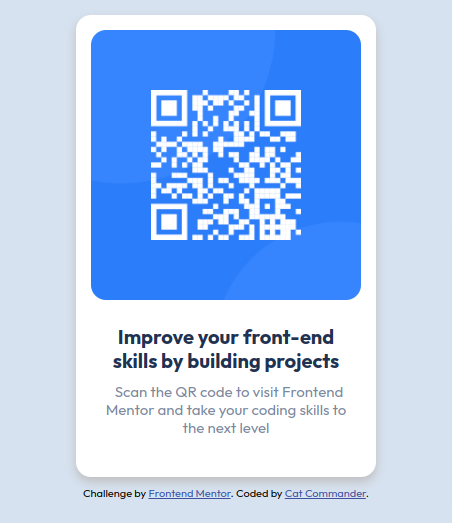 Improve your front-end
skills by building projects
Scan the QR code to visit Frontend
Mentor and take your coding skills to
the next level
Challenge by Frontend Mentor. Coded by Cat Commander.